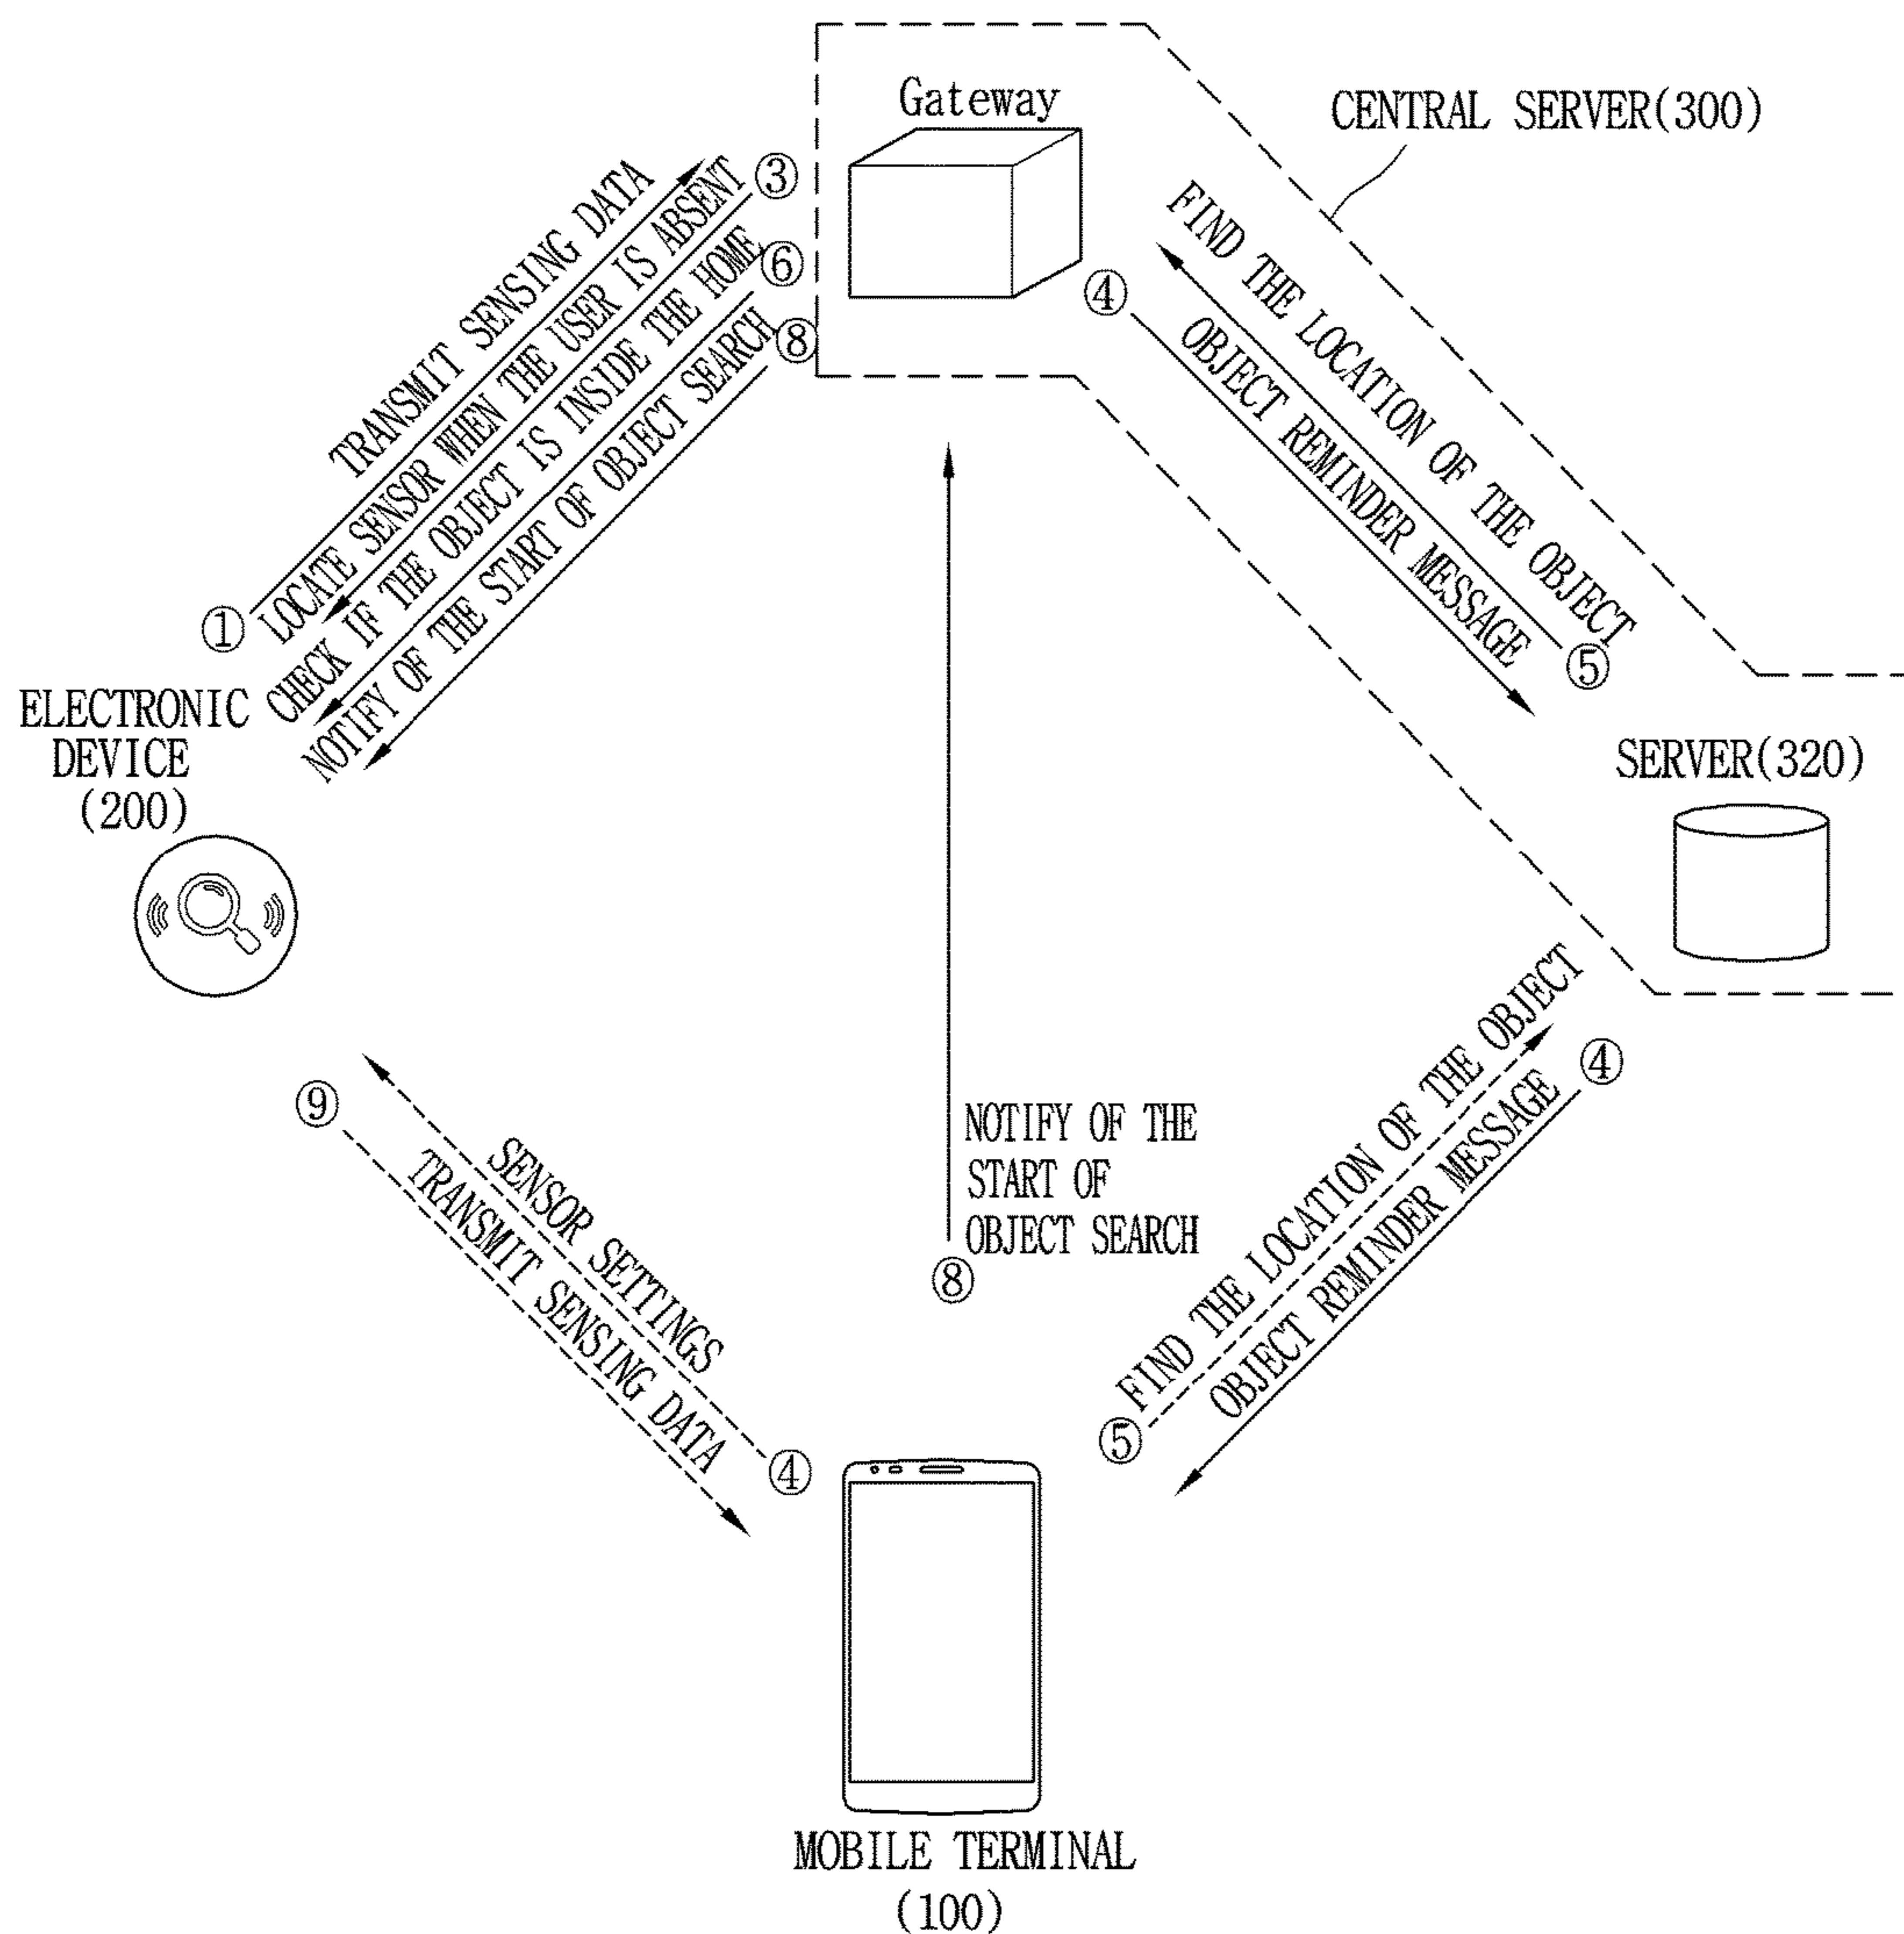 Gateway
CENTRAL SERVER(300)
TRANSMIT SENSING DATA
③
LOCATE SENSOR WHEN THE USER IS ABSENT
⑥
CHECK IF THE OBJECT IS INSIDE THE HOME
⑧
NOTIFY OF THE START OF OBJECT SEARCH
①
FIND THE LOCATION OF THE OBJECT
④
OBJECT REMINDER MESSAGE
⑤
ELECTRONIC
DEVICE
(200)
SERVER(320)
⑨
SENSOR SETTINGS
TRANSMIT SENSING DATA
④
NOTIFY OF THE
START OF
OBJECT SEARCH
⑧
FIND THE LOCATION OF THE OBJECT
④
OBJECT REMINDER MESSAGE
⑤
MOBILE TERMINAL
(100)